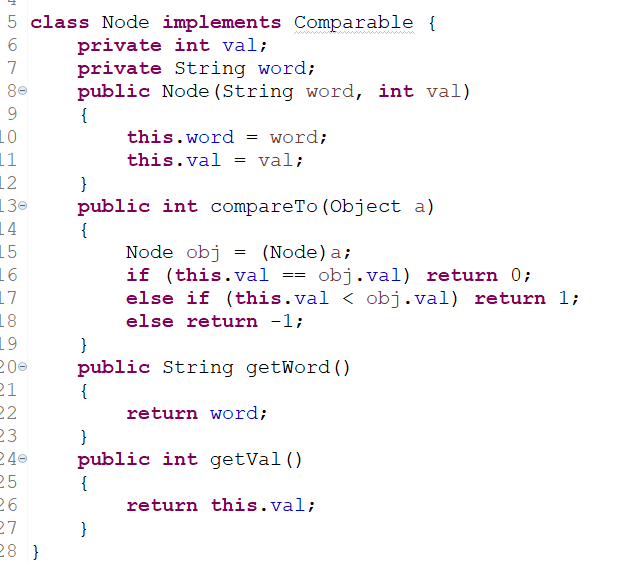 5 class Node implements Comparable {
6     private int val;
7     private String word;
8     public Node(String word, int val)
9     {
10         this.word = word;
11         this.val = val;
12     }
13     public int compareTo(Object a)
14     {
15         Node obj = (Node)a;
16         if (this.val == obj.val) return 0;
17         else if (this.val < obj.val) return 1;
18         else return -1;
19     }
20     public String getWord()
21     {
22         return word;
23     }
24     public int getVal()
25     {
26         return this.val;
27     }
28 }